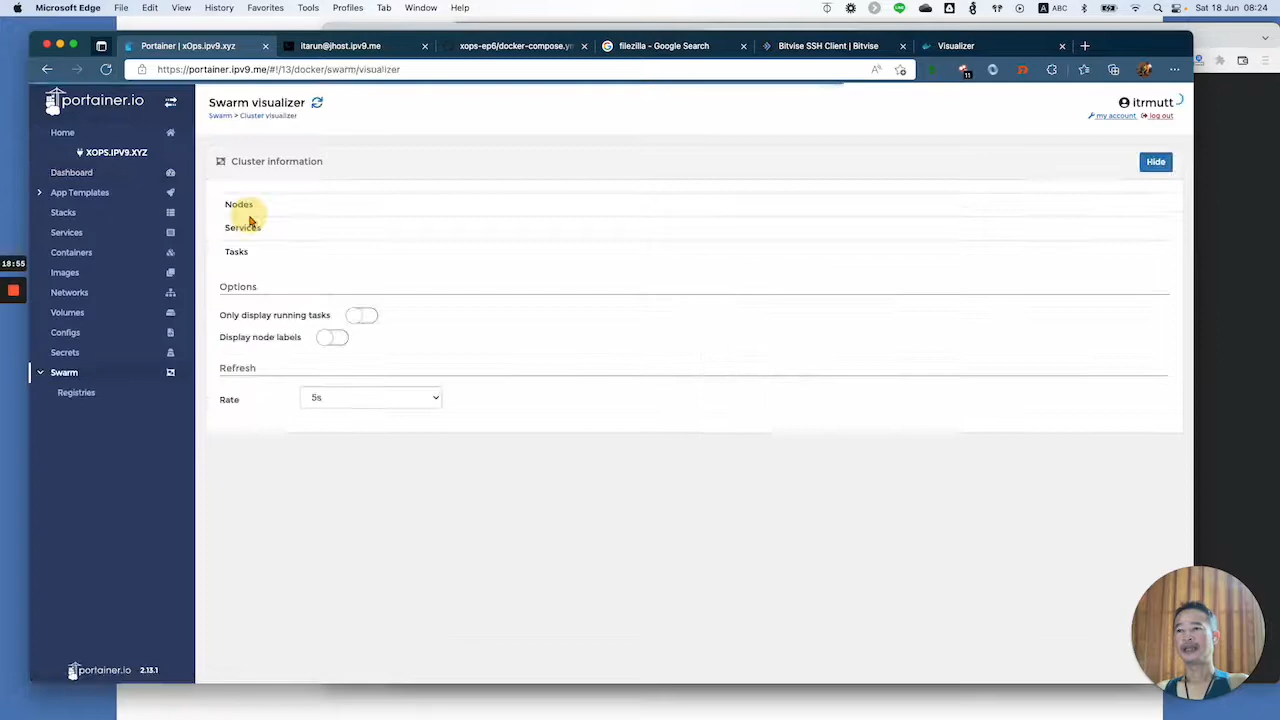 File Edit View History Favorites Tools Profiles Tab Window Help
ABC
Sat 18 Jun 08:24
Portainer | xOps.ipv9.xyz
itarun@jhost.ipv9.me
xops-ep6/docker-compose.y
filezilla - Google Search
Bitvise SSH Client | Bitvise
Visualizer
https://portainer.ipv9.me/#!/13/docker/swarm/visualizer
11
portainer.io
Home
XOPS.IPV9.XYZ
Dashboard
App Templates
Stacks
Services
Containers
Images
Networks
Volumes
Configs
Secrets
Swarm
Registries
portainer.io 2.13.1
Swarm visualizer
Swarm > Cluster visualizer
itrmutt
my account
log out
Cluster information
Hide
Nodes
Services
Tasks
Options
Only display running tasks
Display node labels
Refresh
Rate
5s
18:55